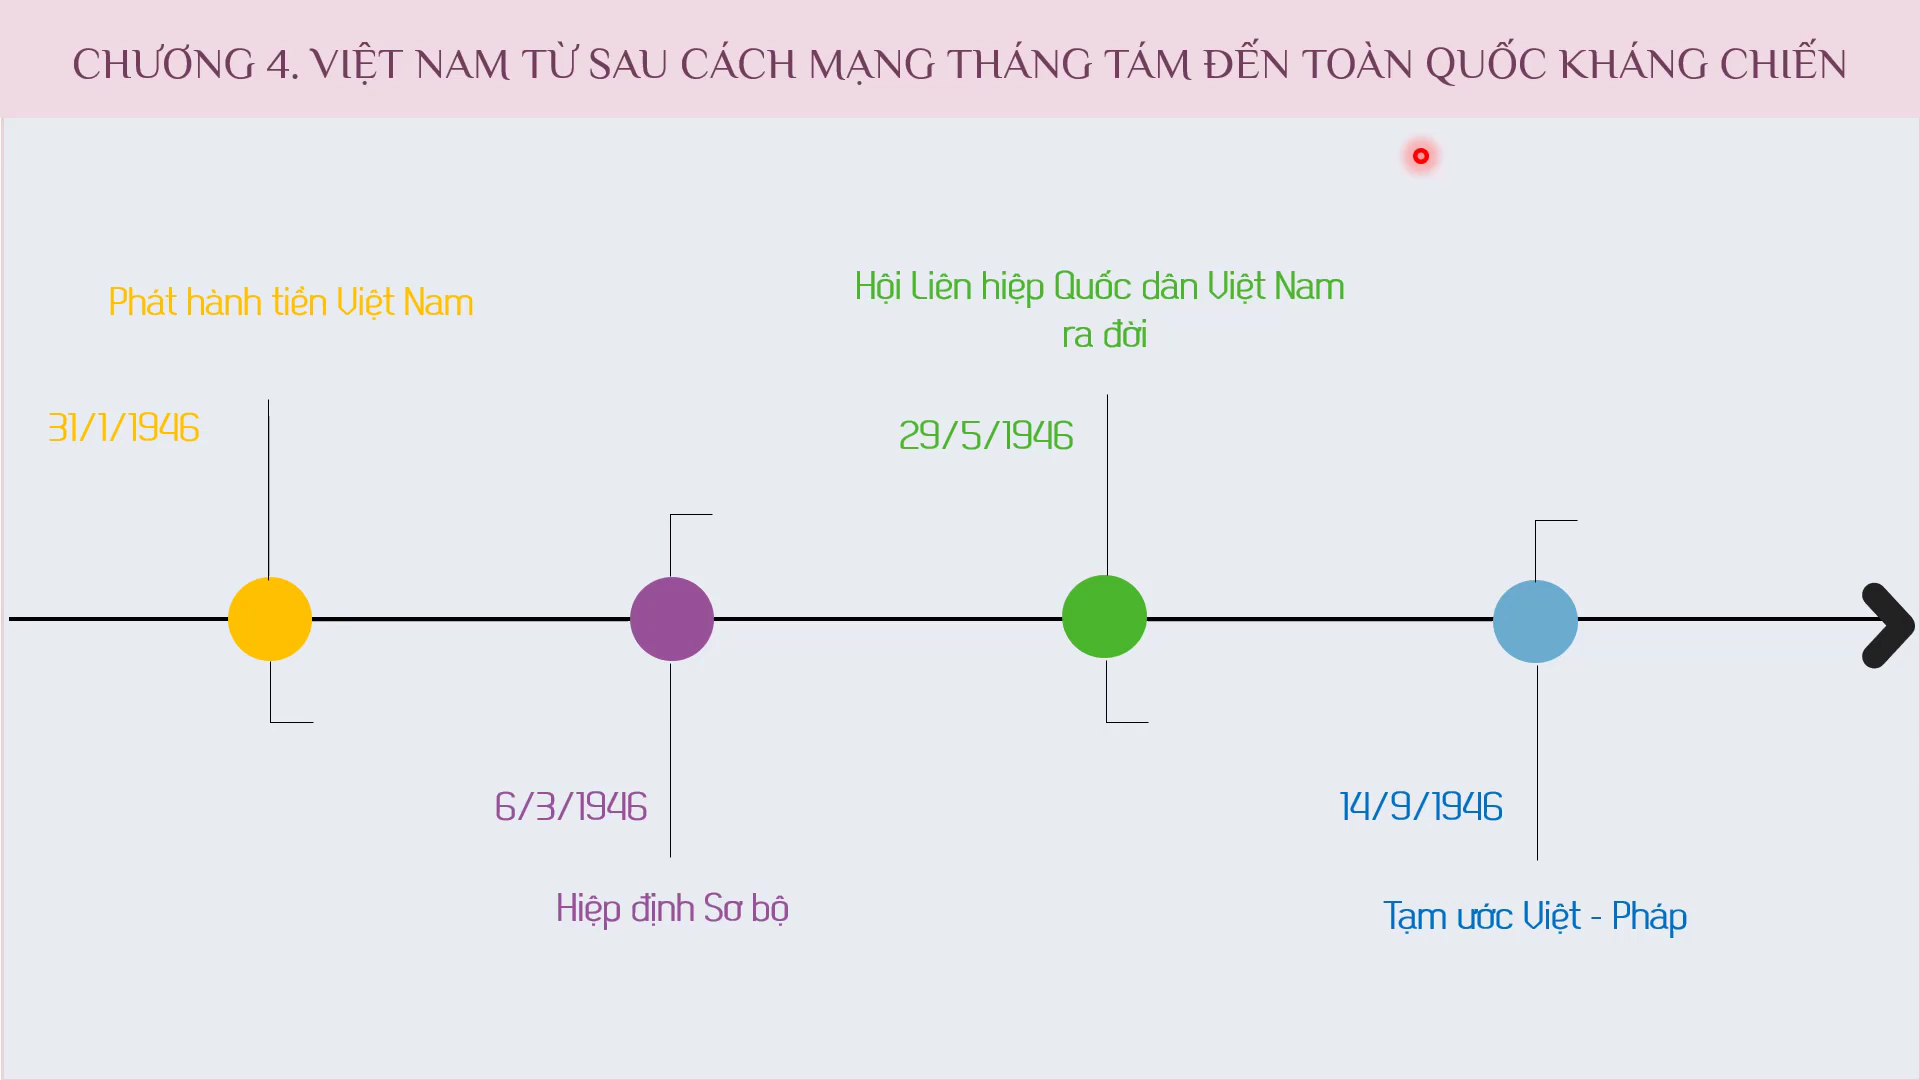 CHƯƠNG 4. VIỆT NAM TỪ SAU CÁCH MẠNG THÁNG TÁM ĐẾN TOÀN QUỐC KHÁNG CHIẾN
Phát hành tiền Việt Nam
31/1/1946
6/3/1946
Hiệp định Sơ bộ
Hội Liên hiệp Quốc dân Việt Nam
ra đời
29/5/1946
14/9/1946
Tạm ước Việt - Pháp